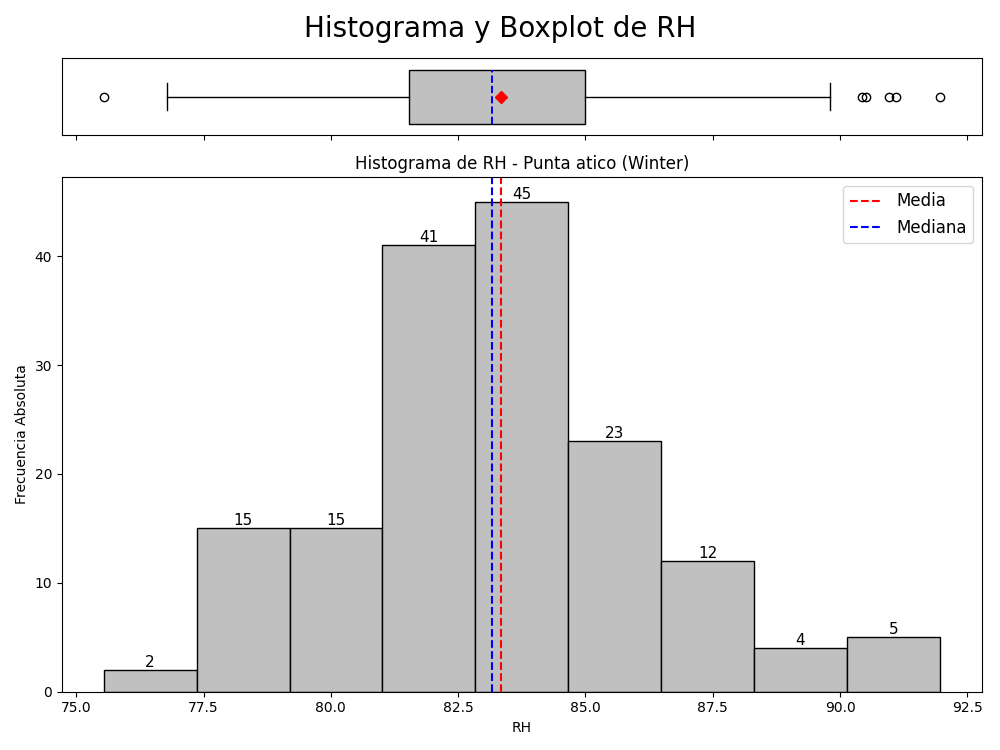 Histograma y Boxplot de RH
Histograma de RH - Punta atico (Winter)
Media
Mediana
Frecuencia Absoluta
40
30
20
10
0
2
15
15
41
45
23
12
4
5
75.0 77.5 80.0 82.5 85.0 87.5 90.0 92.5
RH